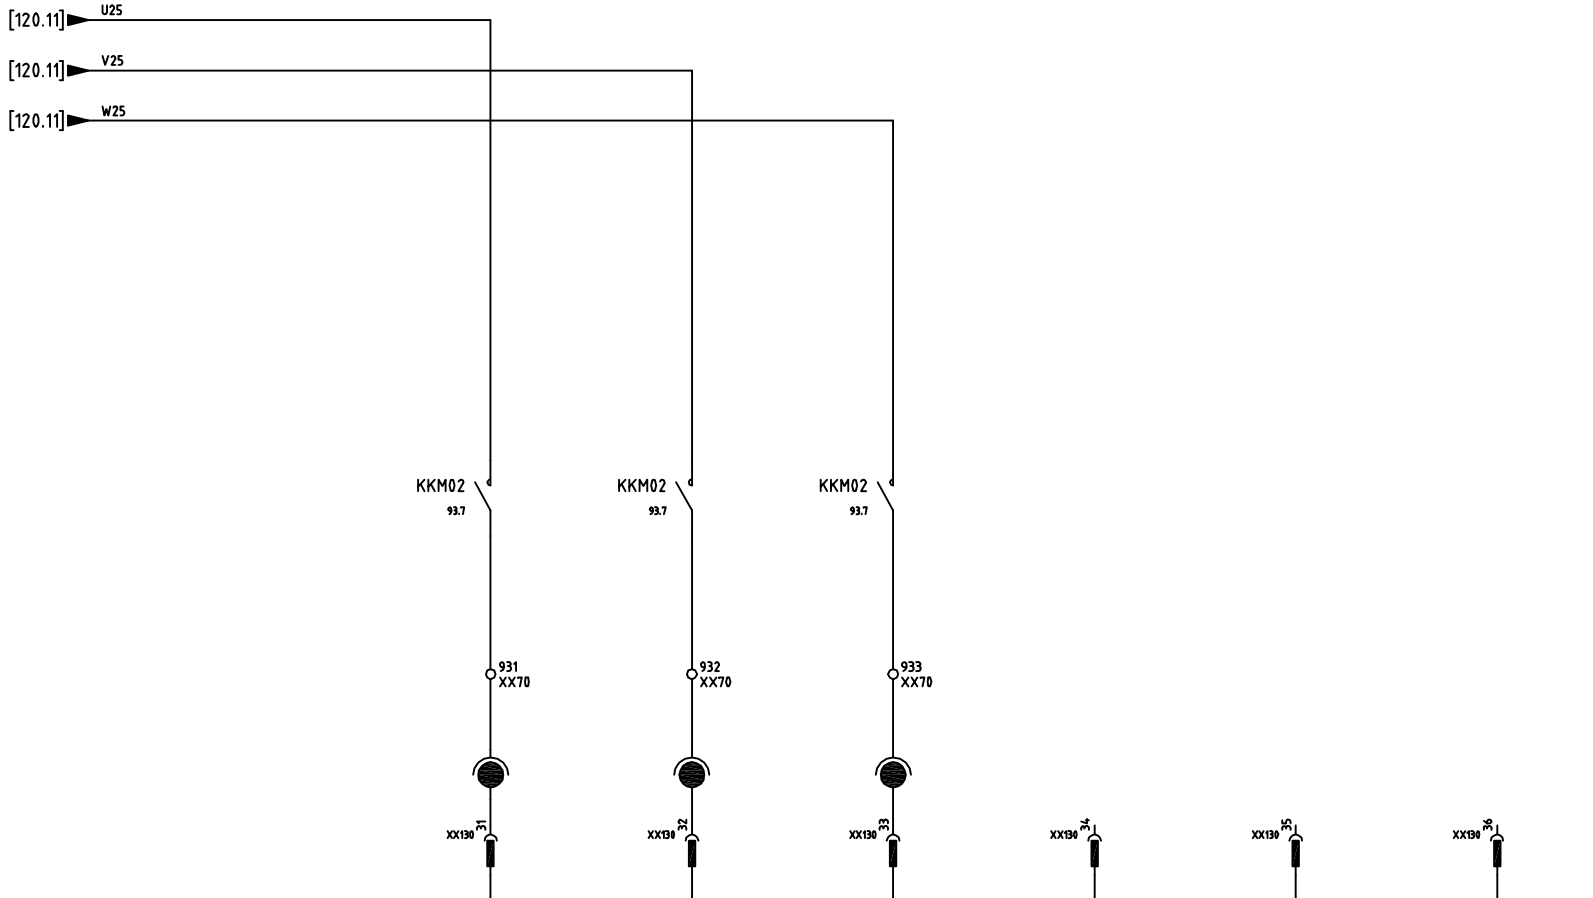 [120.11] U25
[120.11] V25
[120.11] W25
KKM02 KKM02 KKM02
93.7 93.7 93.7
931 932 933
XX70 XX70 XX70
31 32 33 34 35 36
XX130 XX130 XX130 XX130 XX130 XX130